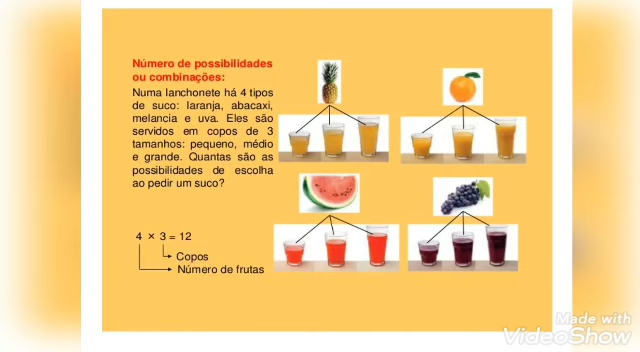 Número de possibilidades
ou combinações:
Numa lanchonete há 4 tipos
de suco: laranja, abacaxi,
melancia e uva. Eles são
servidos em copos de 3
tamanhos: pequeno, médio
e grande. Quantas são as
possibilidades de escolha
ao pedir um suco?
4 × 3 = 12
Copos
Número de frutas
Made with
VideoShow